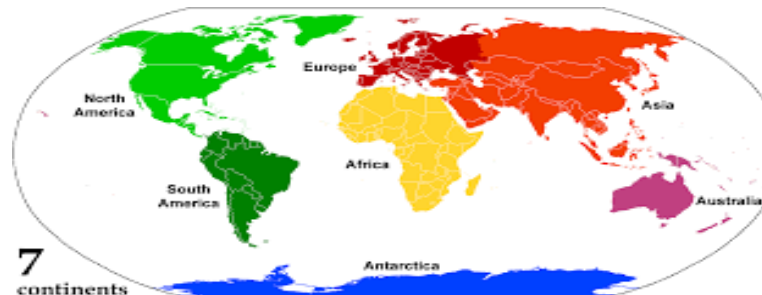 Europe
North
America
Asia
Africa
South
America
Australia
Antarctica
7
continents